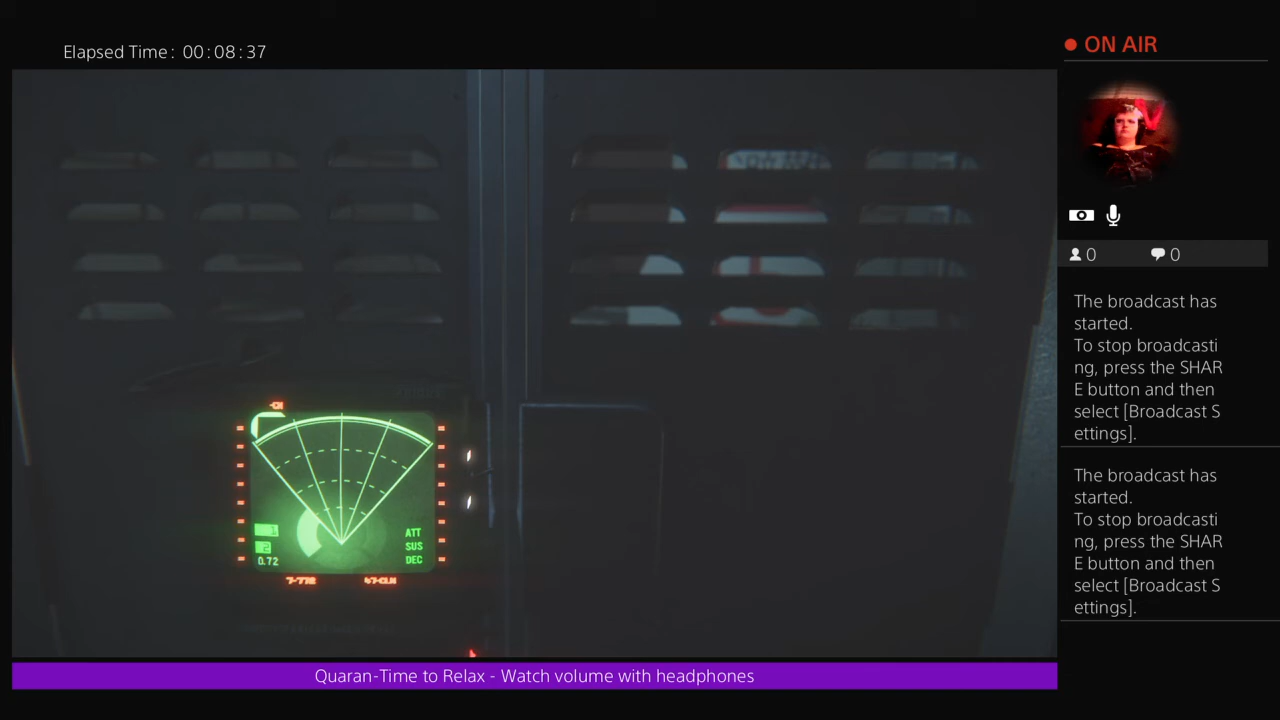 Elapsed Time: 00:08:37
ON AIR
0 0
The broadcast has
started.
To stop broadcasti
ng, press the SHAR
E button and then
select [Broadcast S
ettings].
The broadcast has
started.
To stop broadcasti
ng, press the SHAR
E button and then
select [Broadcast S
ettings].
1
2
0.72
ATT
SUS
DEC
Quaran-Time to Relax - Watch volume with headphones